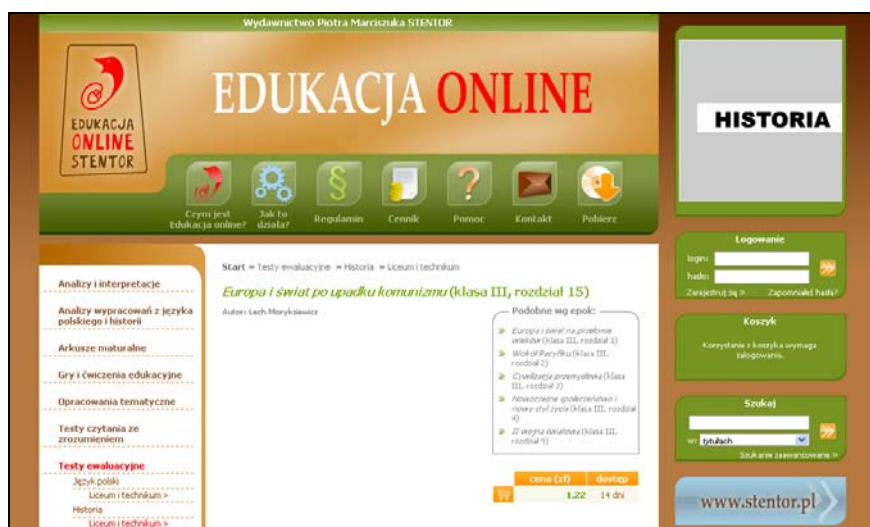 Wydawnictwo Piotra Marciszuka STENTOR
EDUKACJA
ONLINE
STENTOR
EDUKACJA ONLINE
Czym jest
Edukacja online?
Jak to
działa?
Regulamin
Cennik
Pomoc
Kontakt
Pobierz
Analizy i interpretacje
Analizy wypracowań z języka
polskiego i historii
Arkusze maturalne
Gry i ćwiczenia edukacyjne
Opracowania tematyczne
Testy czytania ze
zrozumieniem
Testy ewaluacyjne
Język polski
Liceum i technikum »
Historia
Liceum i technikum »
Start » Testy ewaluacyjne » Historia » Liceum i technikum
Europa i świat po upadku komunizmu (klasa III, rozdział 15)
Autor: Lech Moryksiewicz
Podobne wg epok:
» Europa i świat na przełomie
wieków (klasa III, rozdział 1)
» Wokół Pacyfiku (klasa III,
rozdział 2)
» Cywilizacja przemysłowa (klasa
III, rozdział 3)
» Nowoczesne społeczeństwo i
nowy styl życia (klasa III, rozdział
4)
» II wojna światowa (klasa III,
rozdział 9)
cena (zł) dostęp
1.22 14 dni
HISTORIA
Logowanie
login:
hasło:
Zarejestruj się » Zapomniałeś hasła?
Koszyk
Korzystanie z koszyka wymaga
zalogowania.
Szukaj
w: tytułach
Szukanie zaawansowane »
www.stentor.pl